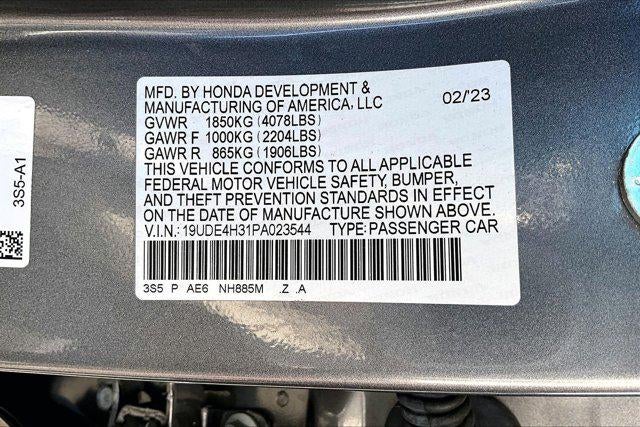 MFD. BY HONDA DEVELOPMENT &
MANUFACTURING OF AMERICA, LLC
02/'23
GVWR 1850KG (4078LBS)
GAWR F 1000KG (2204LBS)
GAWR R 865KG (1906LBS)
THIS VEHICLE CONFORMS TO ALL APPLICABLE
FEDERAL MOTOR VEHICLE SAFETY, BUMPER,
AND THEFT PREVENTION STANDARDS IN EFFECT
ON THE DATE OF MANUFACTURE SHOWN ABOVE.
V.I.N.: 19UDE4H31PA023544 TYPE: PASSENGER CAR
3S5 P AE6 NH885M .Z .A
3S5-A1